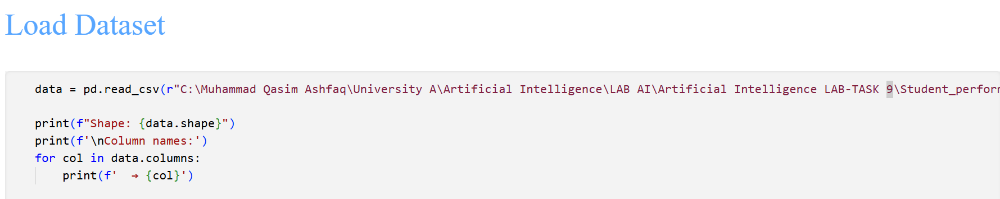 Load Dataset
data = pd.read_csv(r"C:\Muhammad Qasim Ashfaq\University A\Artificial Intelligence\LAB AI\Artificial Intelligence LAB-TASK 9\Student_perfor
print(f"Shape: {data.shape}")
print(f'\nColumn names:')
for col in data.columns:
    print(f'  → {col}')